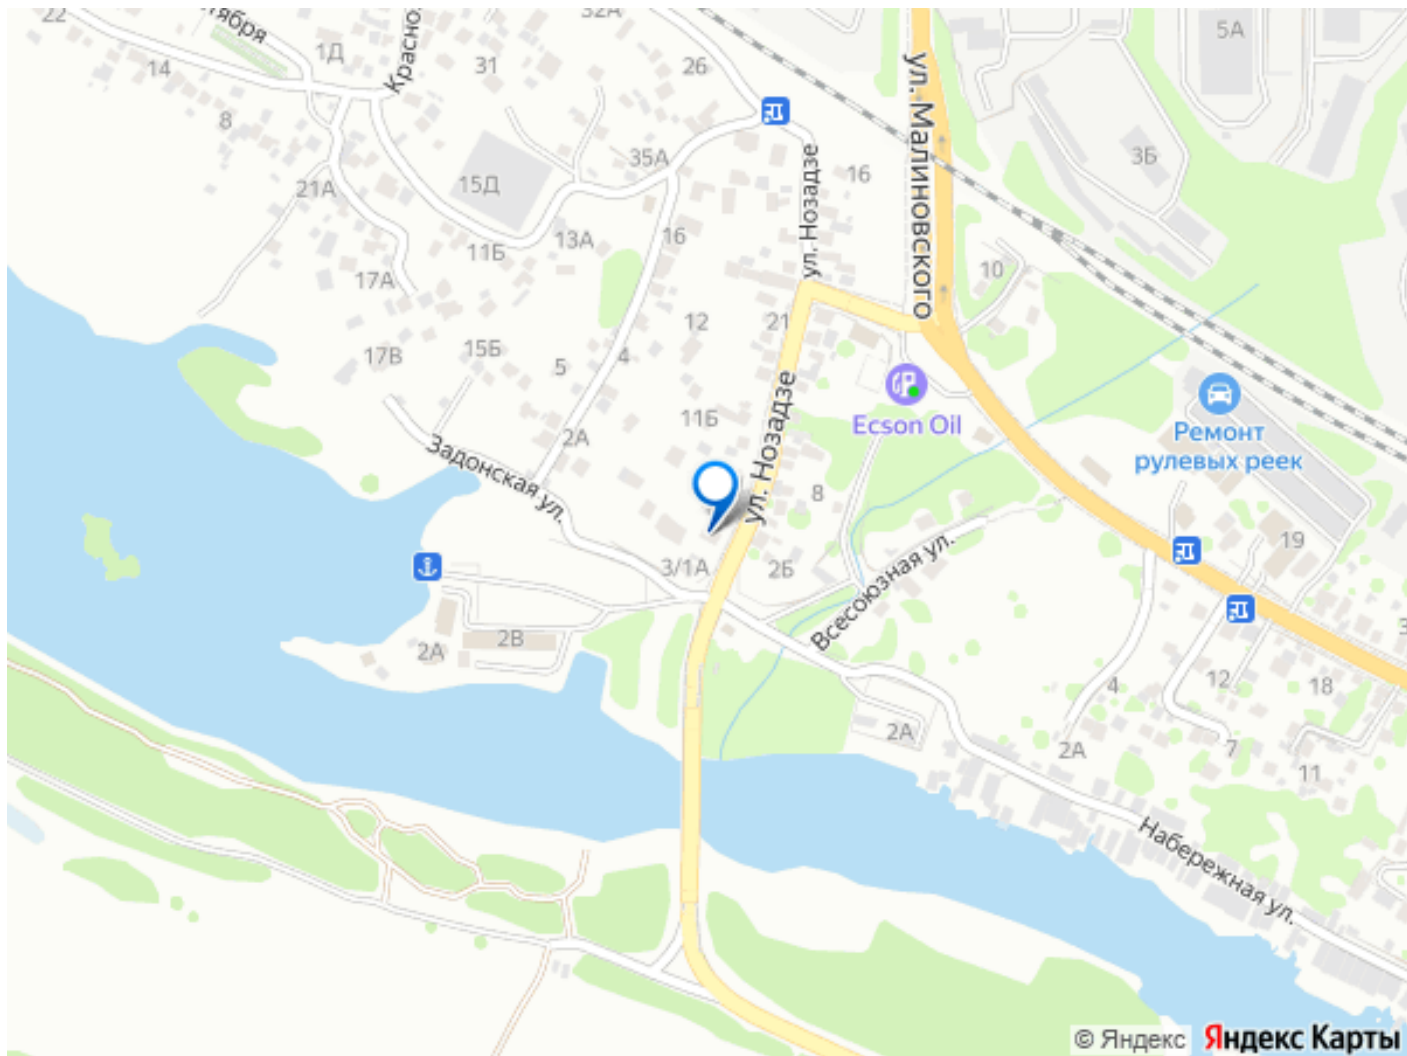 22
тября
1Д
Красно
32А
5А
14
31
26
8
35А
ул. Малиновского
3Б
21А
15Д
16
ул. Нозадзе
16
13А
11Б
17А
10
12
21
17В
15Б
5
4
ул. Нозадзе
Ecson Oil
11Б
2А
Ремонт
рулевых реек
Задонская ул.
8
3/1А
2Б
Всесоюзная ул.
19
2А
2В
4
12
18
3
2А
2А
7
11
Набережная ул.
© Яндекс
Яндекс Карты